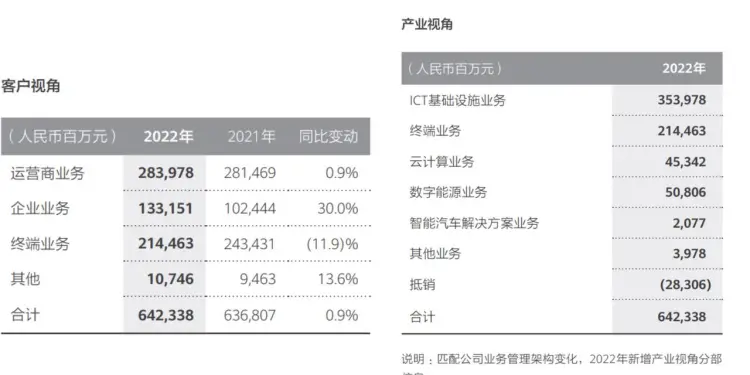 客户视角
（人民币百万元） 2022年 2021年 同比变动
运营商业务 283,978 281,469 0.9%
企业业务 133,151 102,444 30.0%
终端业务 214,463 243,431 (11.9)%
其他 10,746 9,463 13.6%
合计 642,338 636,807 0.9%
产业视角
（人民币百万元） 2022年
ICT基础设施业务 353,978
终端业务 214,463
云计算业务 45,342
数字能源业务 50,806
智能汽车解决方案业务 2,077
其他业务 3,978
抵销 (28,306)
合计 642,338
说明：匹配公司业务管理架构变化，2022年新增产业视角分部